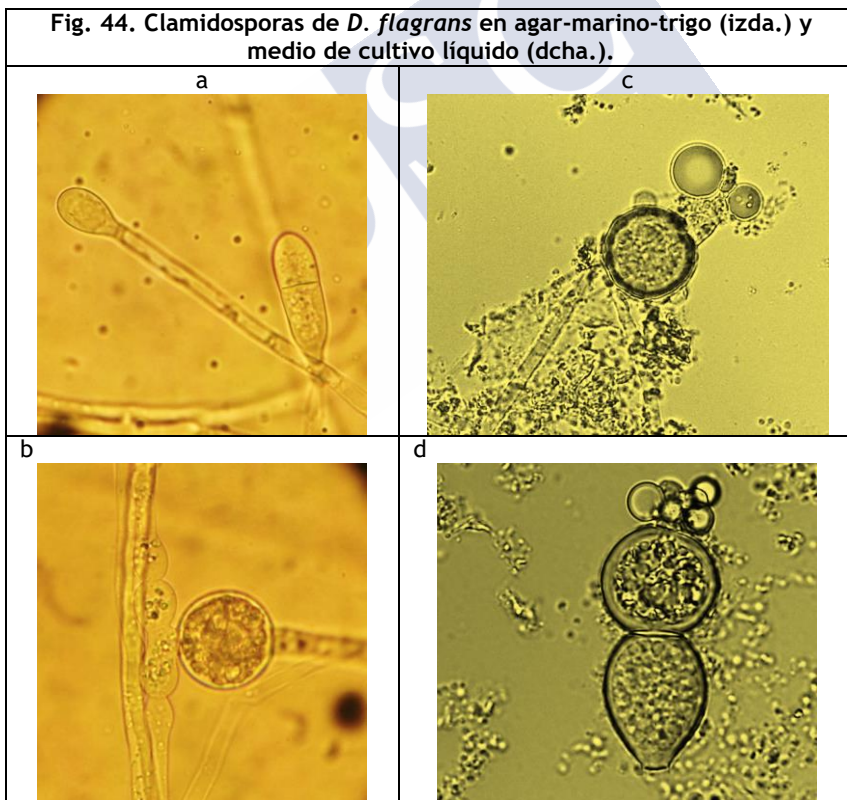 Fig. 44. Clamidosporas de D. flagrans en agar-marino-trigo (izda.) y
medio de cultivo líquido (dcha.).
a
c
b
d